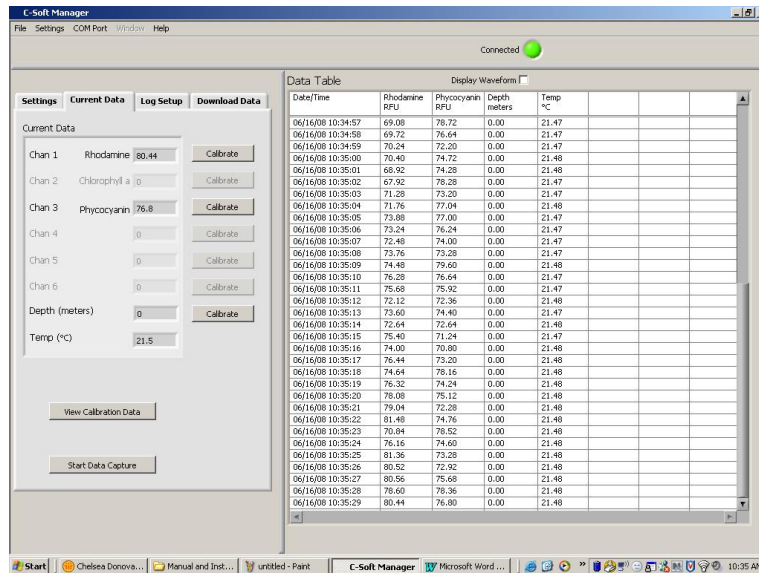 C-Soft Manager
File Settings COM Port Window Help
Connected
Data Table Display Waveform
Settings Current Data Log Setup Download Data
Current Data
Chan 1 Rhodamine 80.44 Calibrate
Chan 2 Chlorophyll a 0 Calibrate
Chan 3 Phycocyanin 76.8 Calibrate
Chan 4 0 Calibrate
Chan 5 0 Calibrate
Chan 6 0 Calibrate
Depth (meters) 0 Calibrate
Temp (°C) 21.5
View Calibration Data
Start Data Capture
Date/Time Rhodamine RFU Phycocyanin RFU Depth meters Temp °C
06/16/08 10:34:57 69.08 78.72 0.00 21.47
06/16/08 10:34:58 69.72 76.64 0.00 21.47
06/16/08 10:34:59 70.24 72.20 0.00 21.47
06/16/08 10:35:00 70.40 74.72 0.00 21.48
06/16/08 10:35:01 68.92 74.28 0.00 21.48
06/16/08 10:35:02 67.92 78.28 0.00 21.47
06/16/08 10:35:03 71.28 73.20 0.00 21.47
06/16/08 10:35:04 71.76 77.04 0.00 21.48
06/16/08 10:35:05 73.88 77.00 0.00 21.47
06/16/08 10:35:06 73.24 76.24 0.00 21.47
06/16/08 10:35:07 72.48 74.00 0.00 21.47
06/16/08 10:35:08 73.76 73.28 0.00 21.47
06/16/08 10:35:09 74.48 79.60 0.00 21.48
06/16/08 10:35:10 76.28 76.64 0.00 21.47
06/16/08 10:35:11 75.68 75.92 0.00 21.47
06/16/08 10:35:12 72.12 72.36 0.00 21.48
06/16/08 10:35:13 73.60 74.40 0.00 21.47
06/16/08 10:35:14 72.64 72.64 0.00 21.48
06/16/08 10:35:15 75.40 71.24 0.00 21.47
06/16/08 10:35:16 74.00 70.80 0.00 21.48
06/16/08 10:35:17 76.44 73.20 0.00 21.48
06/16/08 10:35:18 74.64 78.16 0.00 21.48
06/16/08 10:35:19 76.32 74.24 0.00 21.48
06/16/08 10:35:20 78.08 75.12 0.00 21.48
06/16/08 10:35:21 79.04 72.28 0.00 21.48
06/16/08 10:35:22 81.48 74.76 0.00 21.48
06/16/08 10:35:23 70.84 78.52 0.00 21.48
06/16/08 10:35:24 76.16 74.60 0.00 21.48
06/16/08 10:35:25 81.36 73.28 0.00 21.48
06/16/08 10:35:26 80.52 72.92 0.00 21.48
06/16/08 10:35:27 80.56 75.68 0.00 21.48
06/16/08 10:35:28 78.60 78.36 0.00 21.48
06/16/08 10:35:29 80.44 76.80 0.00 21.48
Start Chelsea Donova... Manual and Inst... untitled - Paint C-Soft Manager Microsoft Word ... 10:35 AM